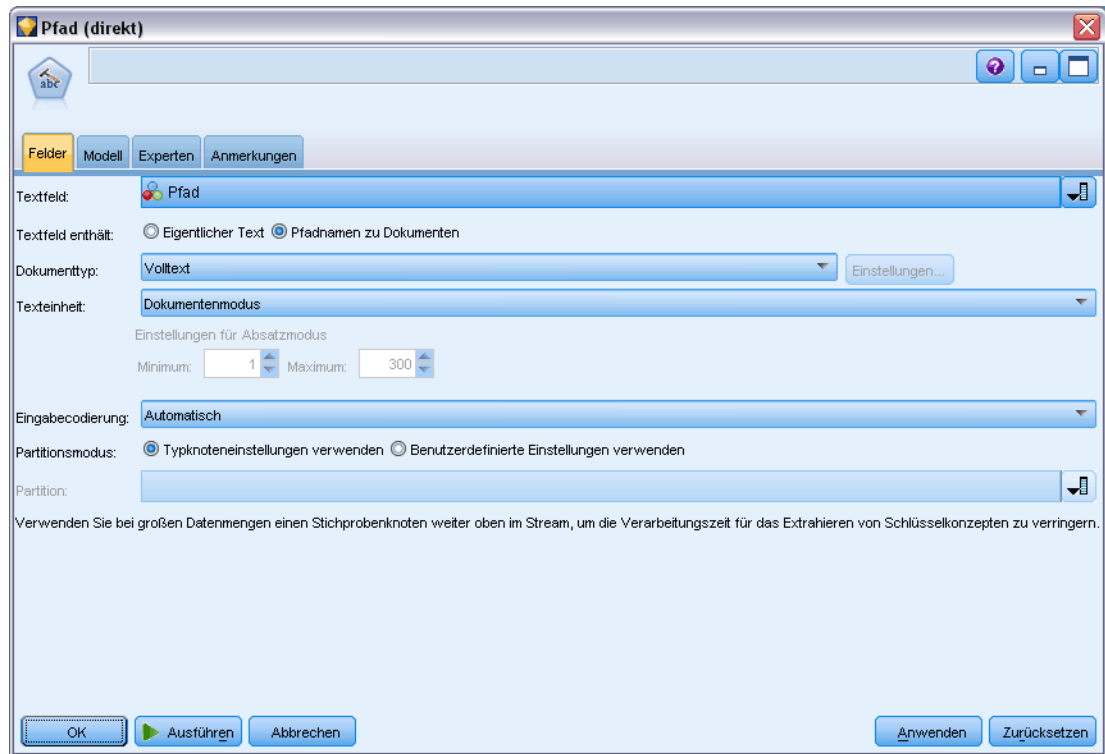 Pfad (direkt)
abc
Felder Modell Experten Anmerkungen
Textfeld: Pfad
Textfeld enthält: Eigentlicher Text Pfadnamen zu Dokumenten
Dokumenttyp: Volltext Einstellungen...
Texteinheit: Dokumentenmodus
Einstellungen für Absatzmodus
Minimum: 1 Maximum: 300
Eingabecodierung: Automatisch
Partitionsmodus: Typknoteneinstellungen verwenden Benutzerdefinierte Einstellungen verwenden
Partition:
Verwenden Sie bei großen Datenmengen einen Stichprobenknoten weiter oben im Stream, um die Verarbeitungszeit für das Extrahieren von Schlüsselkonzepten zu verringern.
OK Ausführen Abbrechen Anwenden Zurücksetzen